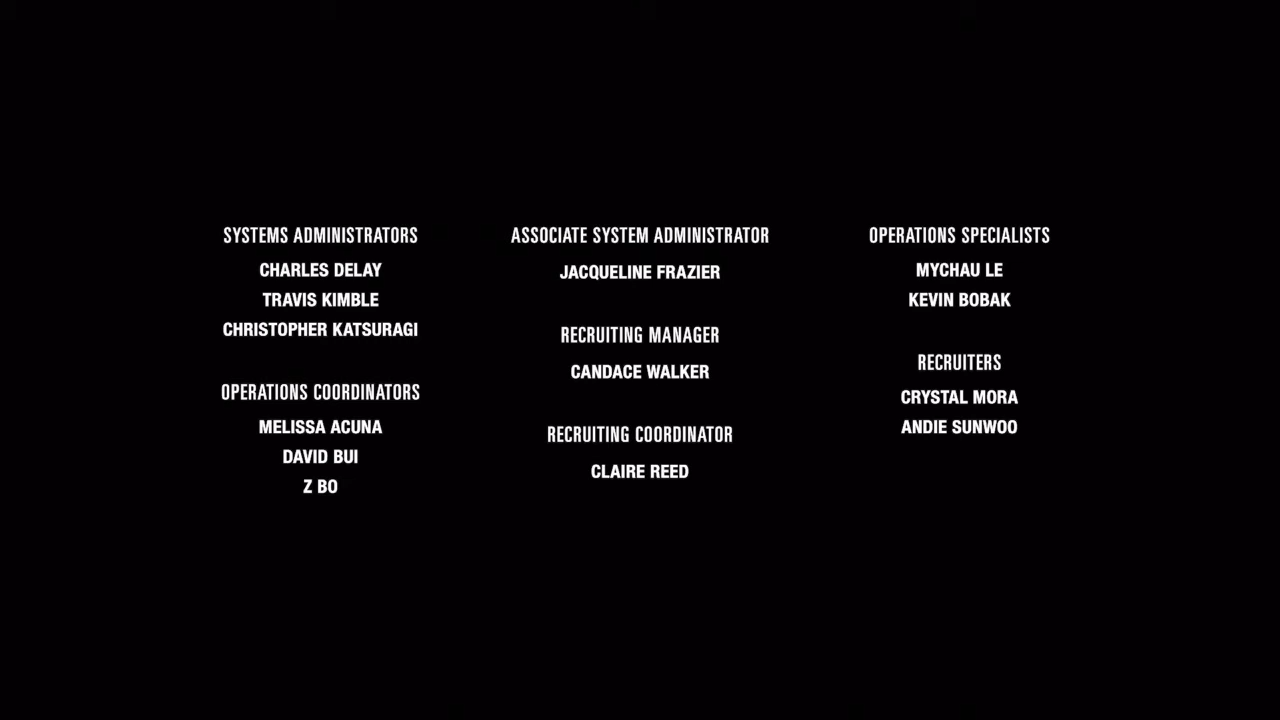 SYSTEMS ADMINISTRATORS
CHARLES DELAY
TRAVIS KIMBLE
CHRISTOPHER KATSURAGI
OPERATIONS COORDINATORS
MELISSA ACUNA
DAVID BUI
Z BO
ASSOCIATE SYSTEM ADMINISTRATOR
JACQUELINE FRAZIER
RECRUITING MANAGER
CANDACE WALKER
RECRUITING COORDINATOR
CLAIRE REED
OPERATIONS SPECIALISTS
MYCHAU LE
KEVIN BOBAK
RECRUITERS
CRYSTAL MORA
ANDIE SUNWOO